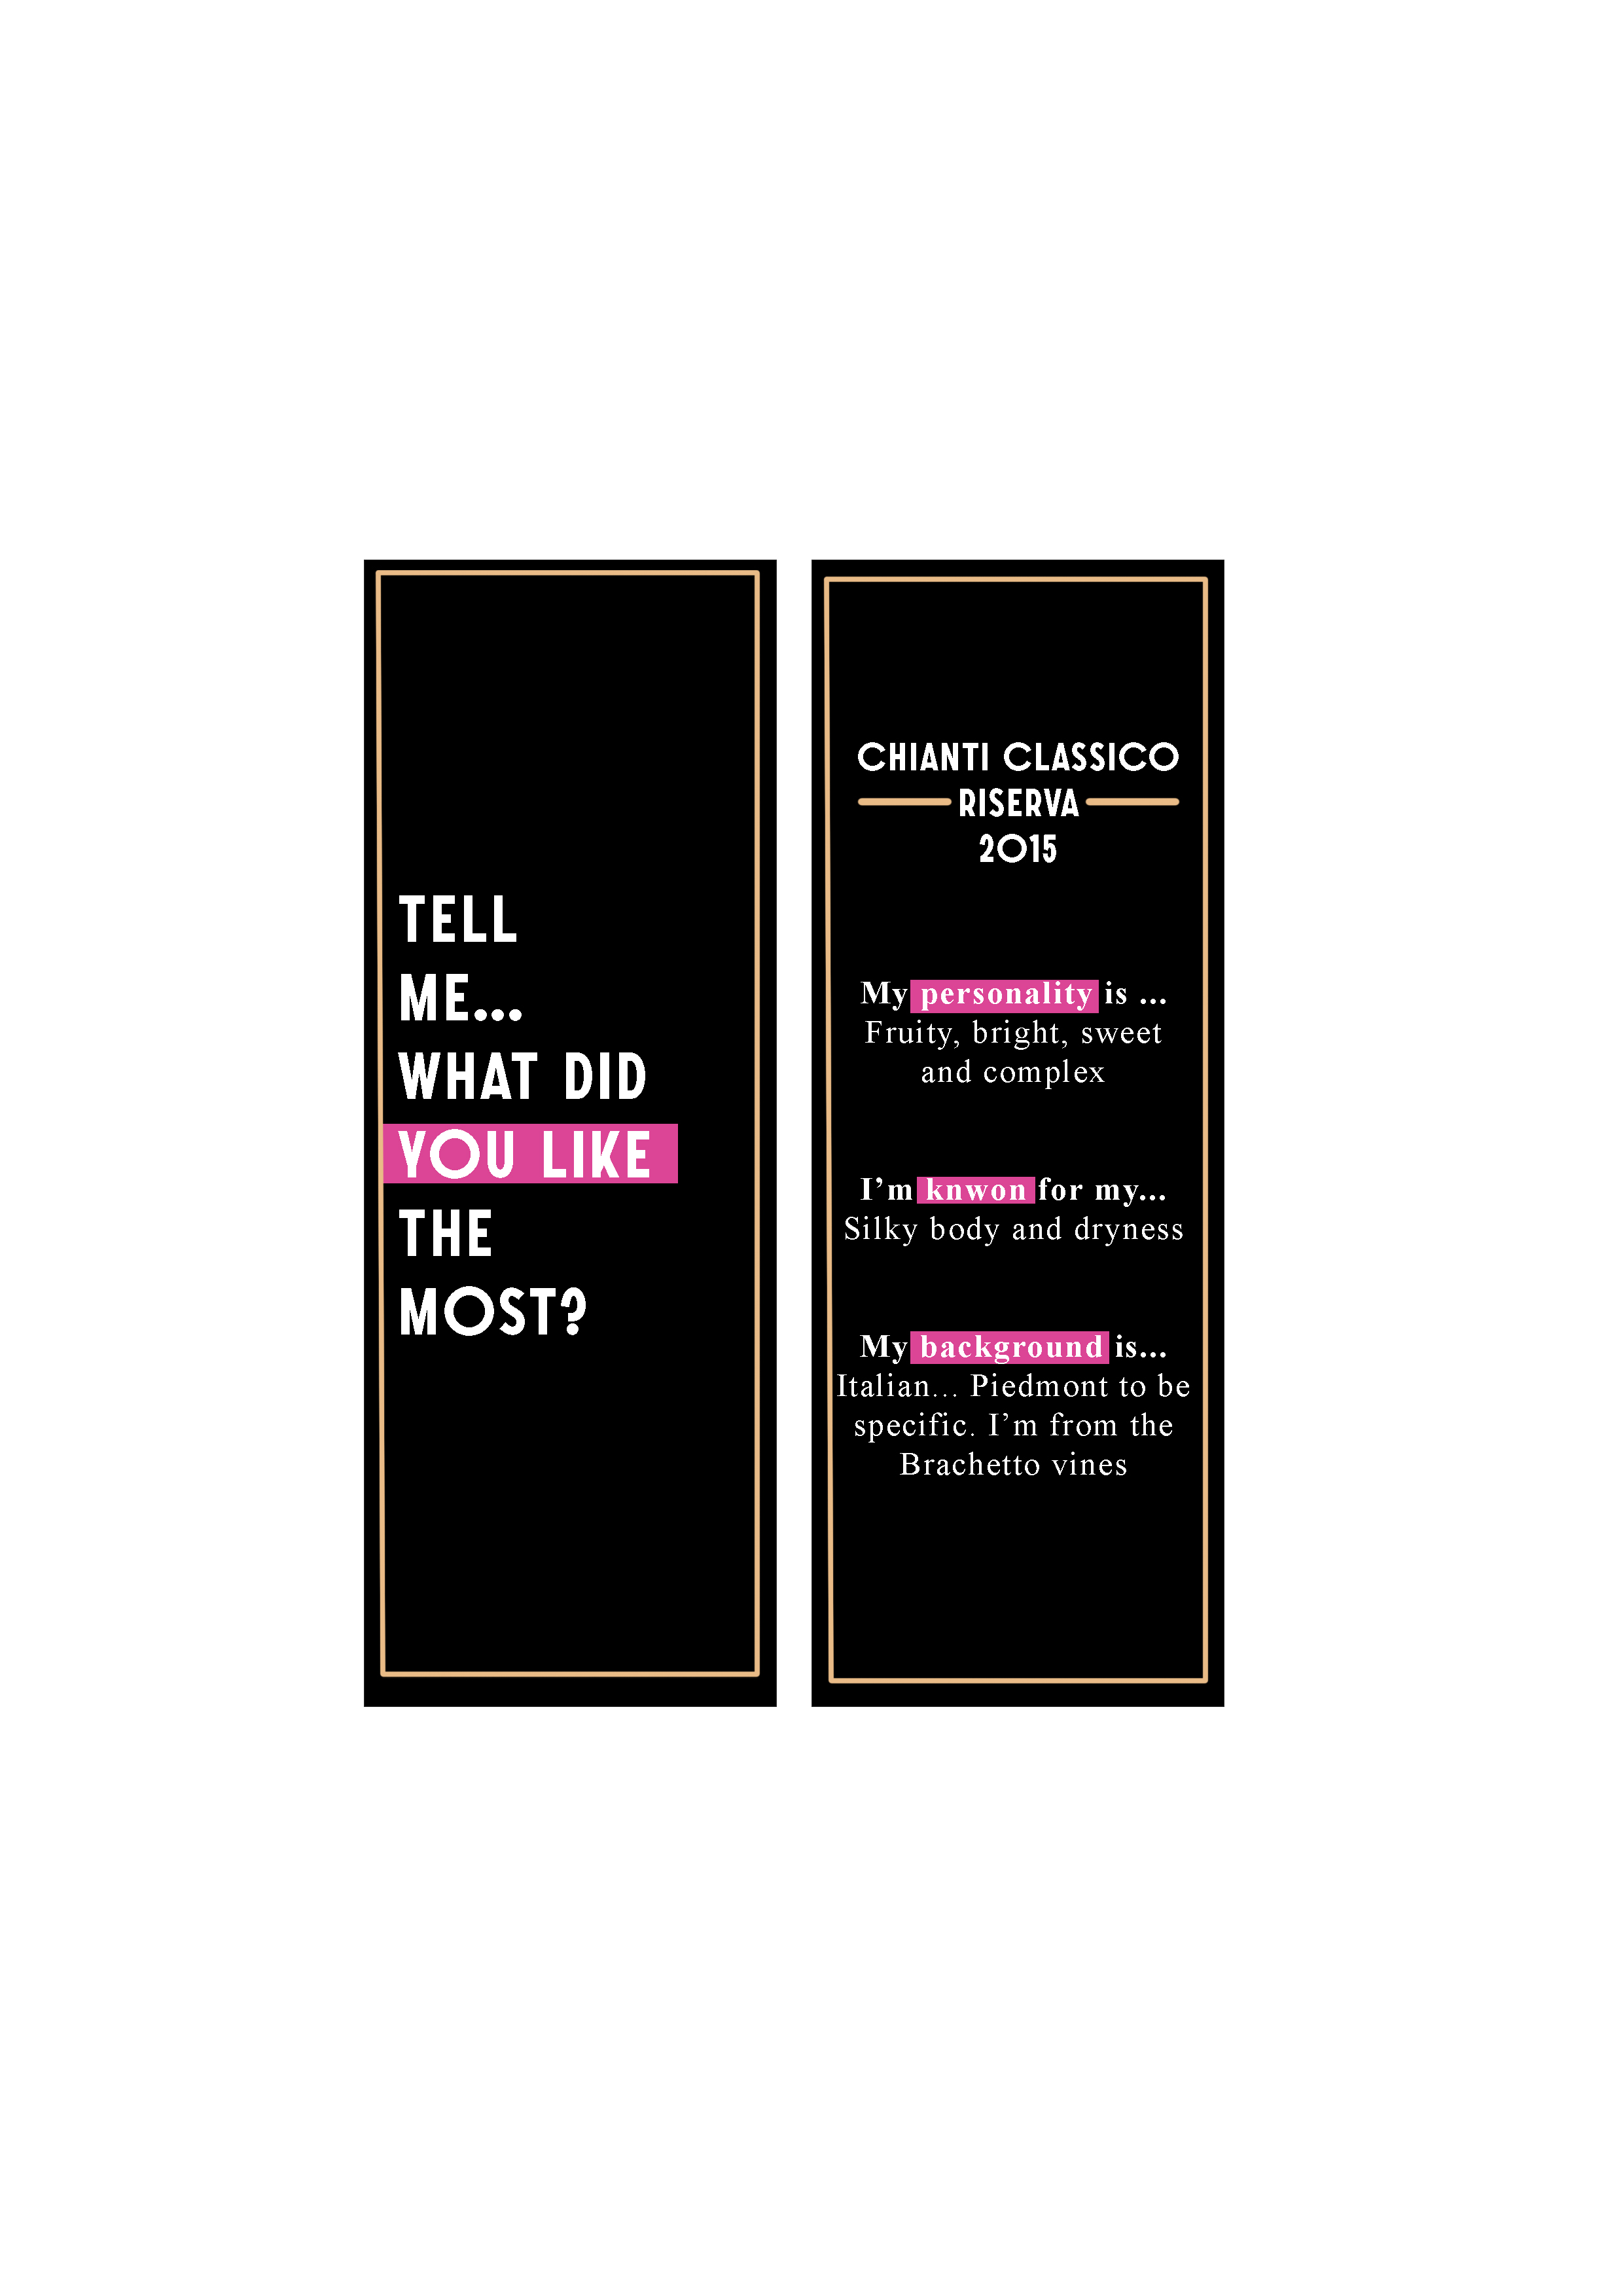 TELL
ME...
WHAT DID
YOU LIKE
THE
MOST?
CHIANTI CLASSICO
RISERVA
2015
My personality is ...
Fruity, bright, sweet
and complex
I’m knwon for my...
Silky body and dryness
My background is...
Italian... Piedmont to be
specific. I’m from the
Brachetto vines